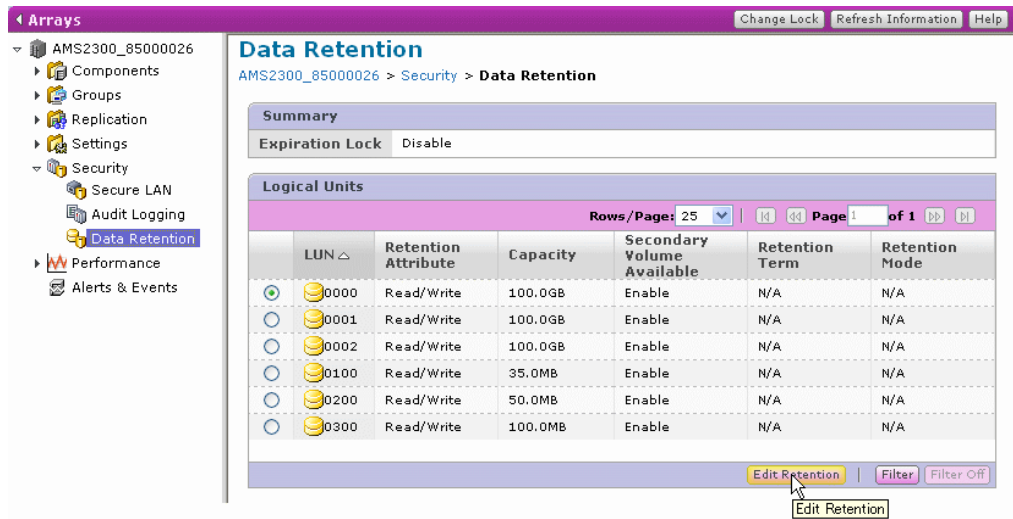 Arrays
Change Lock Refresh Information Help
AMS2300_85000026
Components
Groups
Replication
Settings
Security
Secure LAN
Audit Logging
Data Retention
Performance
Alerts & Events
Data Retention
AMS2300_85000026 > Security > Data Retention
Summary
Expiration Lock Disable
Logical Units
Rows/Page: 25 Page 1 of 1
LUN Retention Attribute Capacity Secondary Volume Available Retention Term Retention Mode
0000 Read/Write 100.0GB Enable N/A N/A
0001 Read/Write 100.0GB Enable N/A N/A
0002 Read/Write 100.0GB Enable N/A N/A
0100 Read/Write 35.0MB Enable N/A N/A
0200 Read/Write 50.0MB Enable N/A N/A
0300 Read/Write 100.0MB Enable N/A N/A
Edit Retention Filter Filter Off
Edit Retention